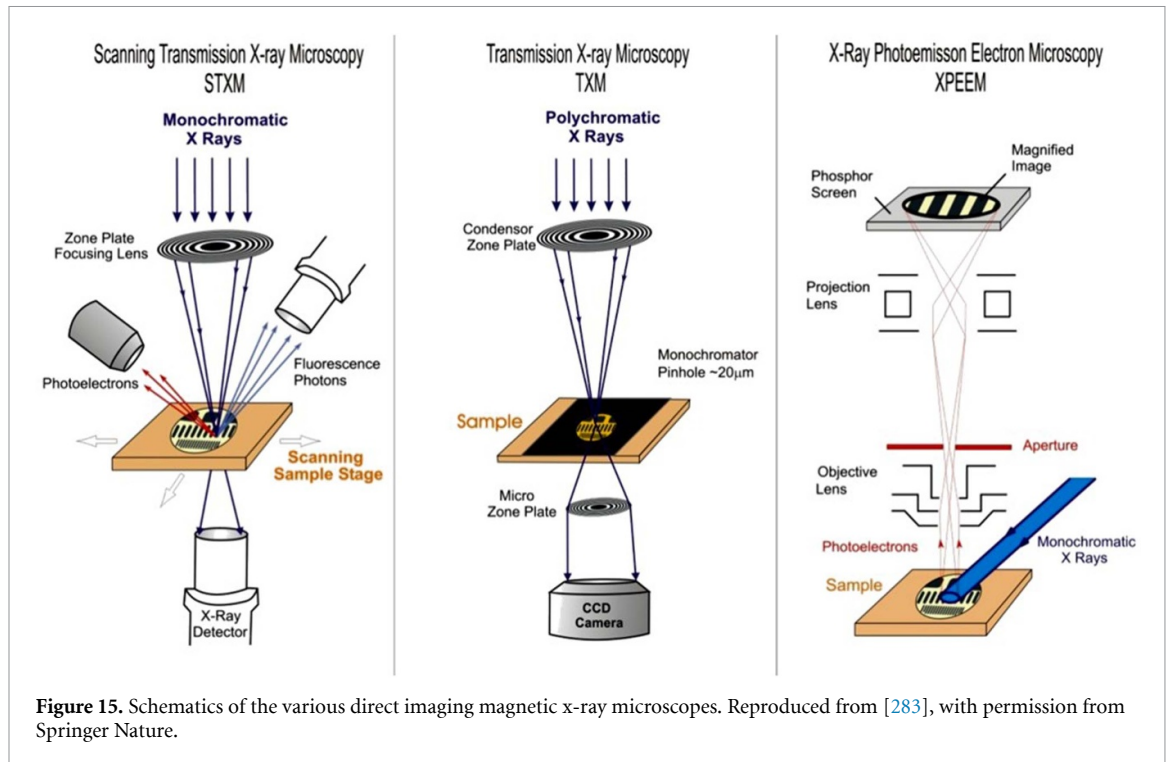 Scanning Transmission X-ray Microscopy
STXM
Monochromatic
X Rays
Zone Plate
Focusing Lens
Photoelectrons
Fluorescence
Photons
Scanning
Sample Stage
X-Ray
Detector
Transmission X-ray Microscopy
TXM
Polychromatic
X Rays
Condensor
Zone Plate
Monochromator
Pinhole ~20μm
Sample
Micro
Zone Plate
CCD
Camera
X-Ray Photoemisson Electron Microscopy
XPEEM
Magnified
Image
Phosphor
Screen
Projection
Lens
Aperture
Objective
Lens
Photoelectrons
Monochromatic
X Rays
Sample
Figure 15. Schematics of the various direct imaging magnetic x-ray microscopes. Reproduced from [283], with permission from
Springer Nature.